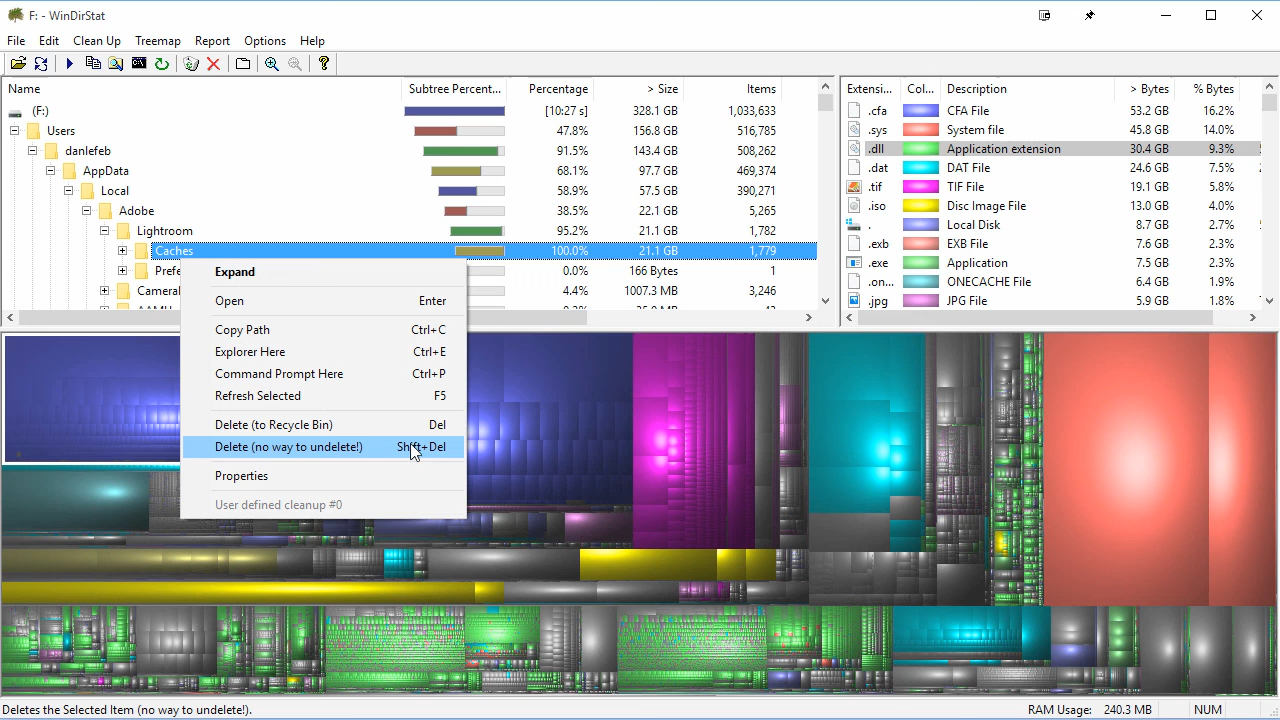 F: - WinDirStat
File Edit Clean Up Treemap Report Options Help
Name Subtree Percent... Percentage > Size Items
(F:) [10:27 s] 328.1 GB 1,033,633
Users 47.8% 156.8 GB 516,785
danlefeb 91.5% 143.4 GB 508,262
AppData 68.1% 97.7 GB 469,374
Local 58.9% 57.5 GB 390,271
Adobe 38.5% 22.1 GB 5,265
Lightroom 95.2% 21.1 GB 1,782
Caches 100.0% 21.1 GB 1,779
Prefe 0.0% 166 Bytes 1
Cameral 4.4% 1007.3 MB 3,246
Extensi... Col... Description > Bytes % Bytes
.cfa CFA File 53.2 GB 16.2%
.sys System file 45.8 GB 14.0%
.dll Application extension 30.4 GB 9.3%
.dat DAT File 24.6 GB 7.5%
.tif TIF File 19.1 GB 5.8%
.iso Disc Image File 13.0 GB 4.0%
. Local Disk 8.7 GB 2.7%
.exb EXB File 7.6 GB 2.3%
.exe Application 7.5 GB 2.3%
.on... ONECACHE File 6.4 GB 1.9%
.jpg JPG File 5.9 GB 1.8%
Expand
Open Enter
Copy Path Ctrl+C
Explorer Here Ctrl+E
Command Prompt Here Ctrl+P
Refresh Selected F5
Delete (to Recycle Bin) Del
Delete (no way to undelete!) Shift+Del
Properties
User defined cleanup #0
Deletes the Selected Item (no way to undelete!). RAM Usage: 240.3 MB NUM